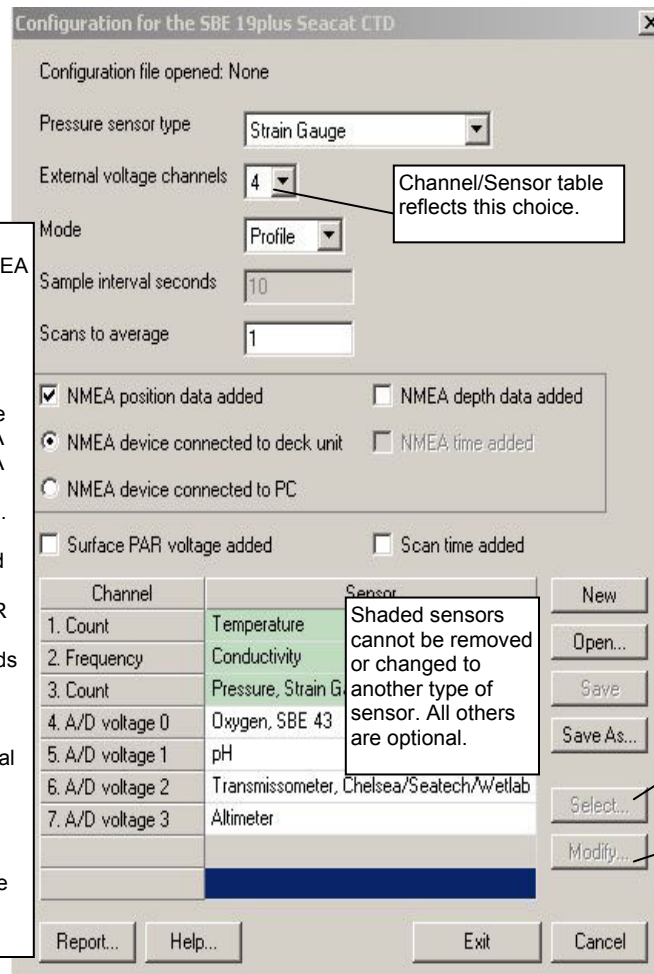 Configuration for the SBE 19plus Seacat CTD
Configuration file opened: None
Pressure sensor type
Strain Gauge
External voltage channels
4
Channel/Sensor table
reflects this choice.
Mode
Profile
Sample interval seconds
10
Scans to average
1
NMEA position data added
NMEA depth data added
NMEA device connected to deck unit
NMEA time added
NMEA device connected to PC
Surface PAR voltage added
Scan time added
Channel
Sensor
1. Count
Temperature
2. Frequency
Conductivity
3. Count
Pressure, Strain G
4. A/D voltage 0
Oxygen, SBE 43
5. A/D voltage 1
pH
6. A/D voltage 2
Transmissometer, Chelsea/Seatech/Wetlab
7. A/D voltage 3
Altimeter
Shaded sensors
cannot be removed
or changed to
another type of
sensor. All others
are optional.
New
Open...
Save
Save As...
Select...
Modify...
Report...
Help...
Exit
Cancel